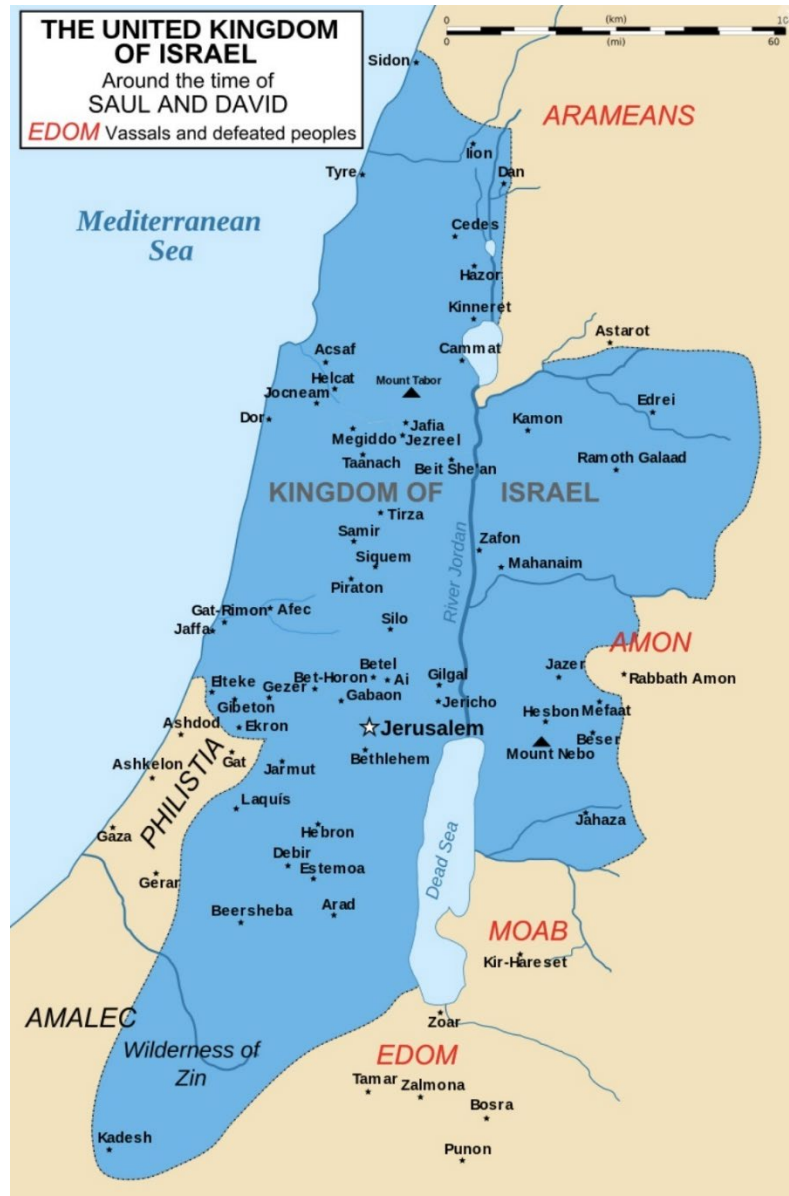 THE UNITED KINGDOM
OF ISRAEL
Around the time of
SAUL AND DAVID
EDOM Vassals and defeated peoples
0 (km) 10
0 (mi) 60
Sidon
ARAMEANS
Iion
Tyre
Dan
Mediterranean
Sea
Cedes
Hazor
Kinneret
Astarot
Acsaf
Cammat
Helcat
Mount Tabor
Jocneam
Edrei
Dor
Kamon
Jafia
Megiddo
Jezreel
Taanach
Beit She'an
Ramoth Galaad
KINGDOM OF ISRAEL
Tirza
Samir
Zafon
Siquem
Mahanaim
Piraton
River Jordan
Gat-Rimon
Afec
Jaffa
Silo
AMON
Betel
Jazer
Rabbath Amon
Elteke
Bet-Horon
Ai
Gilgal
Gezer
Gabaon
Jericho
Gibeton
Hesbon
Mefaat
Ashdod
Ekron
Jerusalem
Beser
Mount Nebo
Bethlehem
Gat
Ashkelon
Jarmut
PHILISTIA
Laquís
Jahaza
Gaza
Hebron
Dead Sea
Debir
Estemoa
Gerar
Beersheba
Arad
MOAB
Kir-Hareset
AMALEC
Zoar
Wilderness of
Zin
EDOM
Tamar
Zalmona
Bosra
Kadesh
Punon